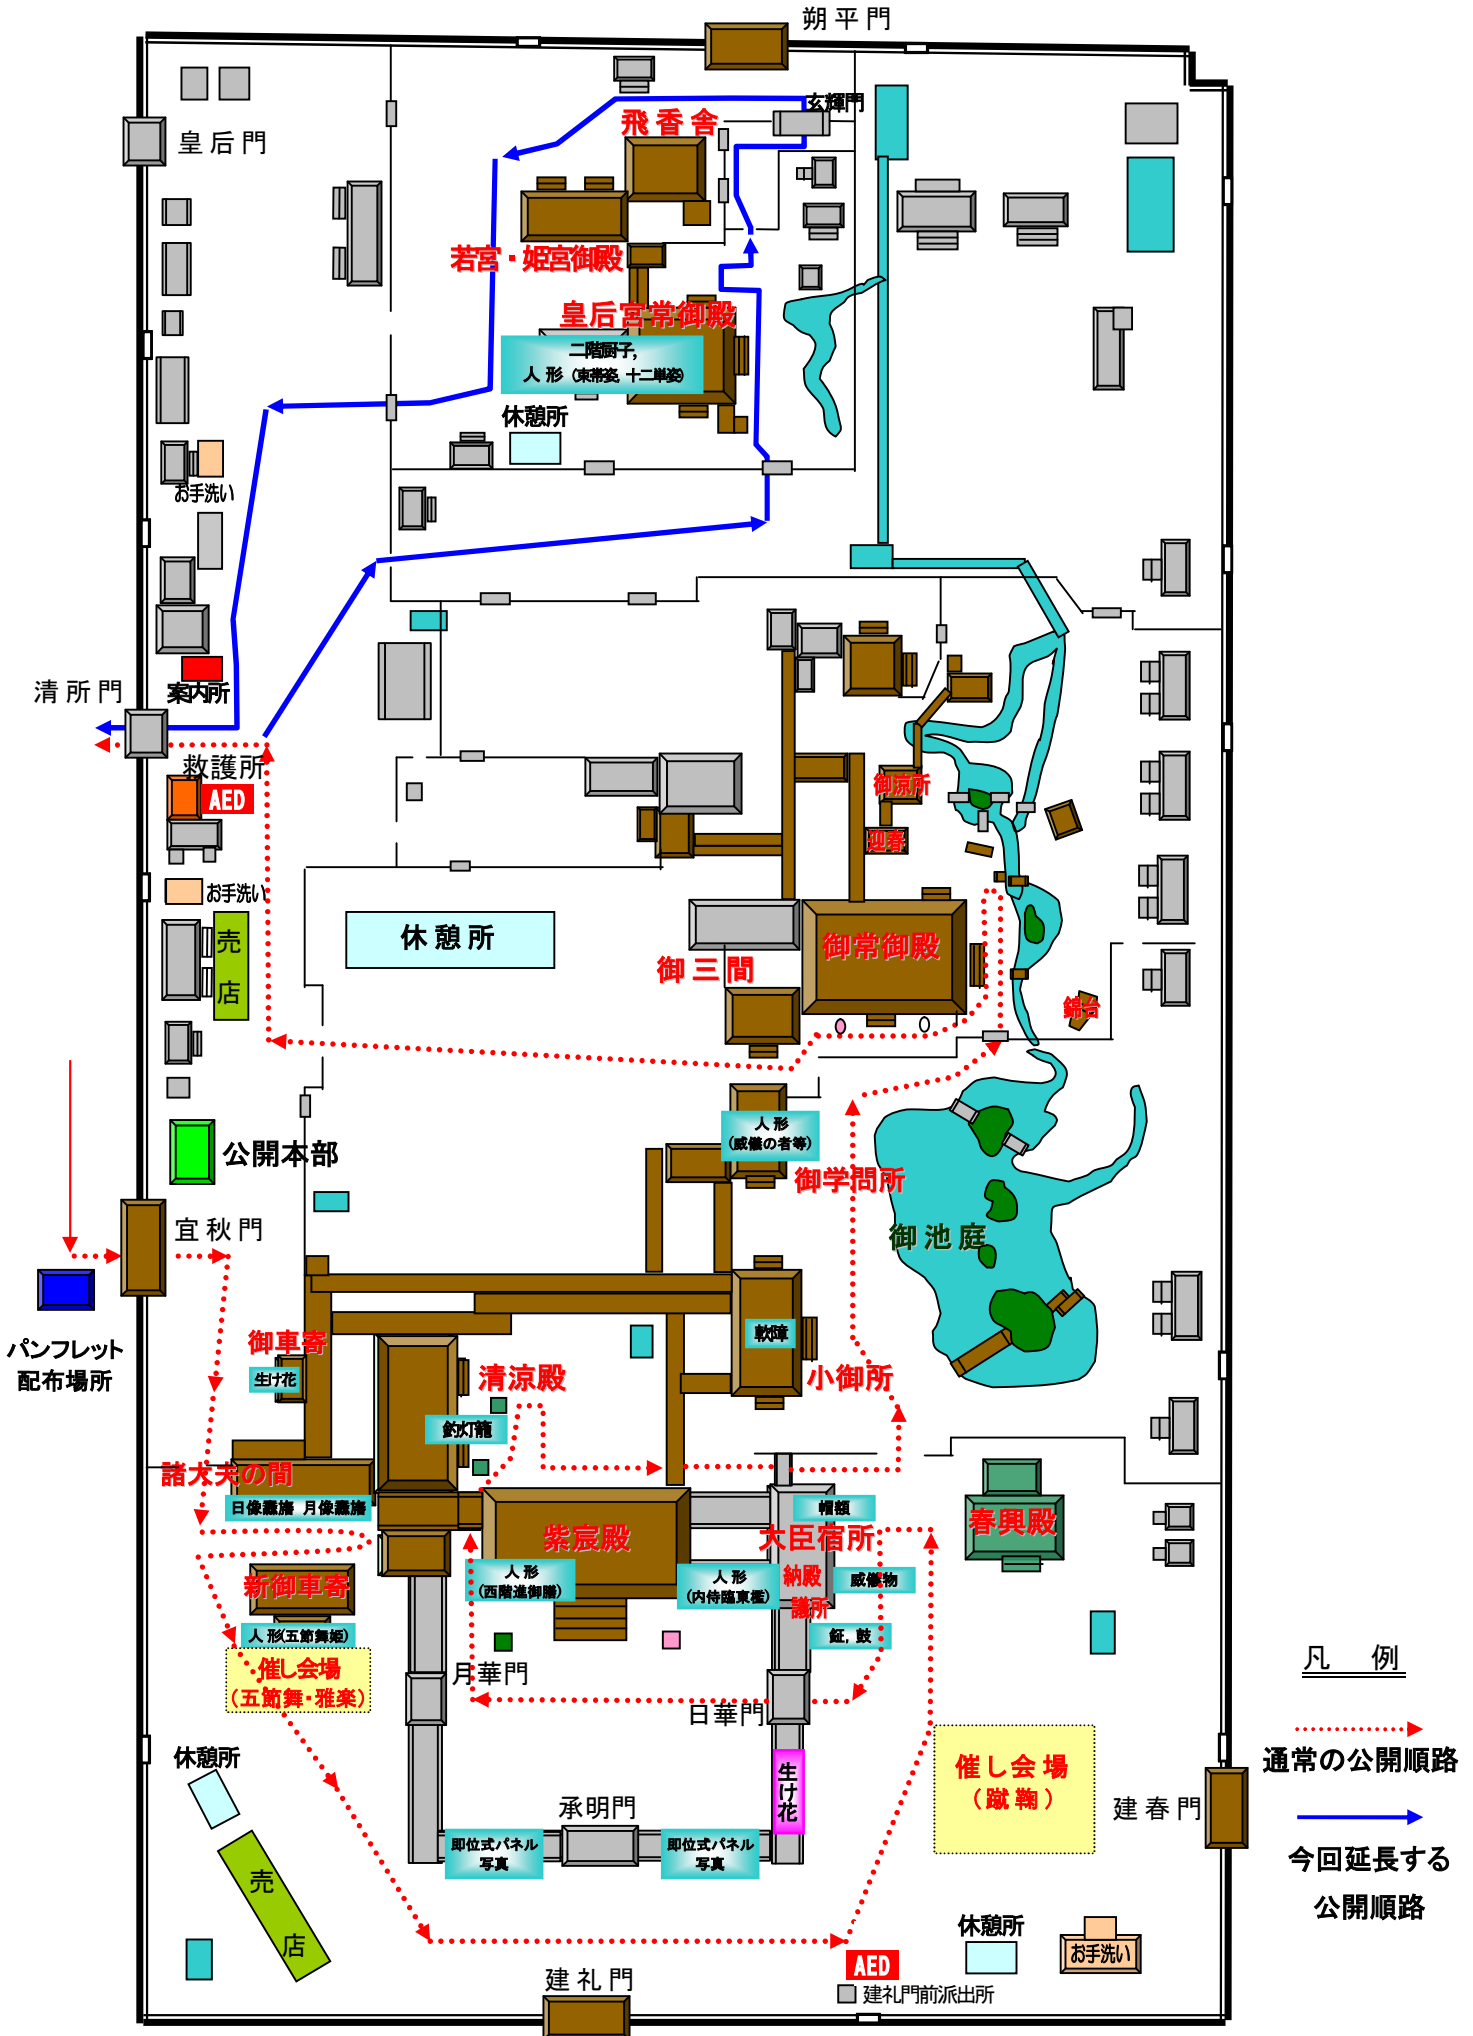 朔平門
玄輝門
飛香舎
皇后門
若宮・姫宮御殿
皇后宮常御殿
二階厨子,
人形(束帯姿, 十二単姿)
休憩所
お手洗い
清所門
案内所
救護所
AED
御涼所
迎春
お手洗い
売店
休憩所
御常御殿
御三間
錦台
公開本部
人形
(威儀の者等)
御学問所
宜秋門
御池庭
パンフレット
配布場所
御車寄
生け花
軟障
清涼殿
小御所
釣灯籠
諸大夫の間
日像纛旛 月像纛旛
帽額
紫宸殿
大臣宿所
春興殿
新御車寄
人形
(西階進御膳)
人形
(内侍臨東檻)
納殿
威儀物
議所
人形(五節舞姫)
鉦, 鼓
催し会場
(五節舞・雅楽)
月華門
日華門
凡 例
通常の公開順路
休憩所
生け花
催し会場
(蹴鞠)
建春門
承明門
今回延長する
公開順路
即位式パネル
写真
即位式パネル
写真
売店
休憩所
お手洗い
AED
建礼門
建礼門前派出所